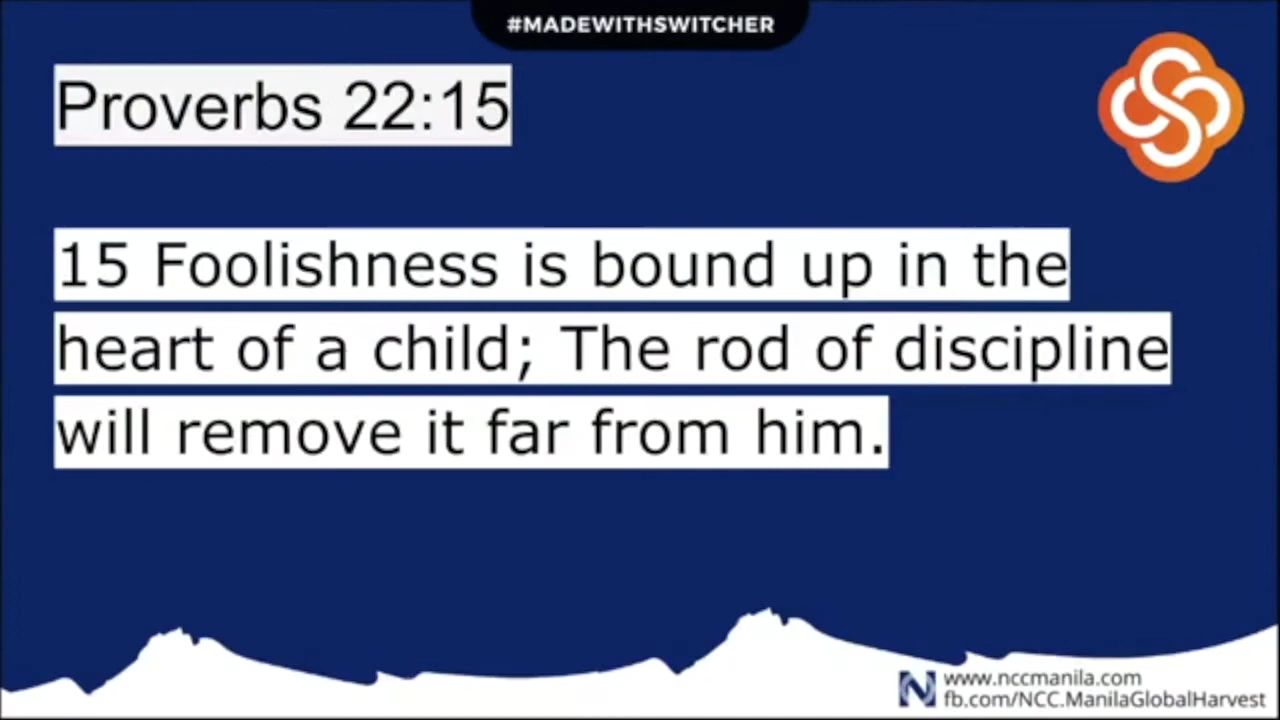 #MADEWITHSWITCHER
Proverbs 22:15
15 Foolishness is bound up in the
heart of a child; The rod of discipline
will remove it far from him.
www.nccmanila.com
fb.com/NCC.ManilaGlobalHarvest